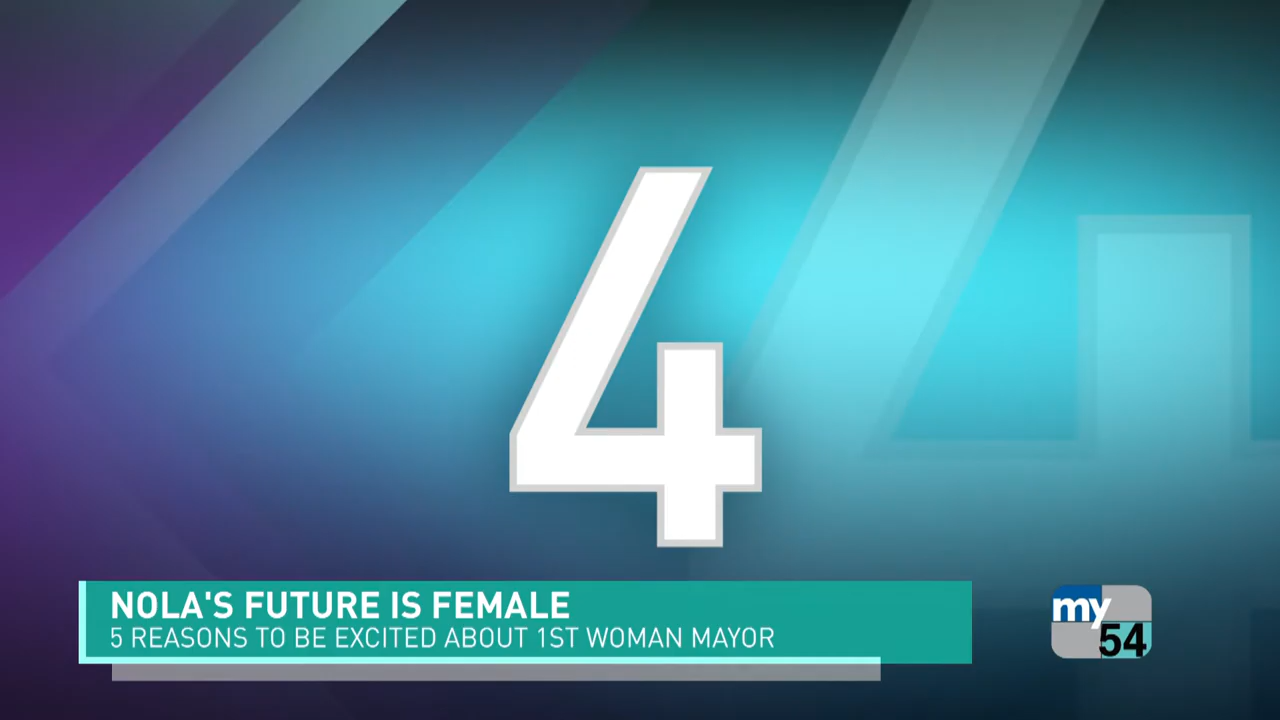 4
NOLA'S FUTURE IS FEMALE
5 REASONS TO BE EXCITED ABOUT 1ST WOMAN MAYOR
my
54